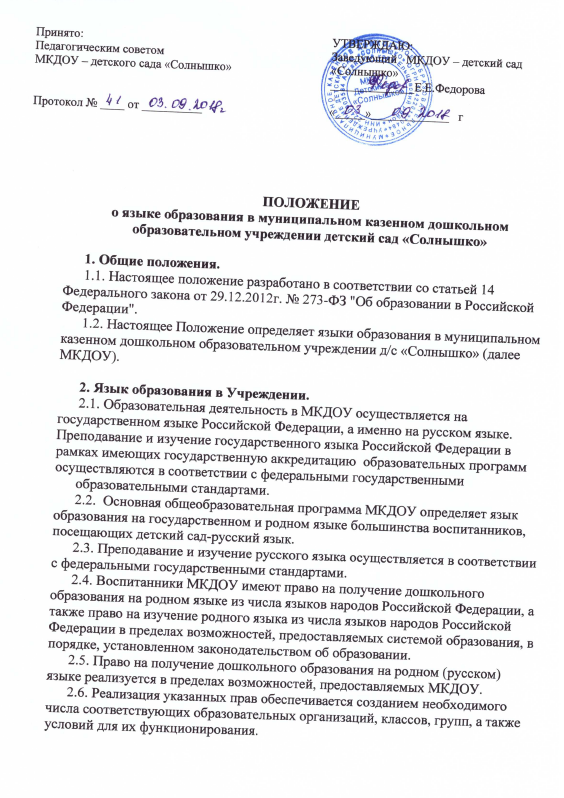 Принято:
Педагогическим советом
МКДОУ – детского сада «Солнышко»
Протокол № 41 от 03.09.2018г
УТВЕРЖДАЮ:
Заведующий МКДОУ – детский сад
«Солнышко»
Е.Е.Федорова
03 » 09.2018 г
ПОЛОЖЕНИЕ
о языке образования в муниципальном казенном дошкольном
образовательном учреждении детский сад «Солнышко»
1. Общие положения.
1.1. Настоящее положение разработано в соответствии со статьей 14
Федерального закона от 29.12.2012г. № 273-ФЗ "Об образовании в Российской
Федерации".
1.2. Настоящее Положение определяет языки образования в муниципальном
казенном дошкольном образовательном учреждении д/с «Солнышко» (далее
МКДОУ).
2. Язык образования в Учреждении.
2.1. Образовательная деятельность в МКДОУ осуществляется на
государственном языке Российской Федерации, а именно на русском языке.
Преподавание и изучение государственного языка Российской Федерации в
рамках имеющих государственную аккредитацию образовательных программ
осуществляются в соответствии с федеральными государственными
образовательными стандартами.
2.2. Основная общеобразовательная программа МКДОУ определяет язык
образования на государственном и родном языке большинства воспитанников,
посещающих детский сад-русский язык.
2.3. Преподавание и изучение русского языка осуществляется в соответствии
с федеральными государственными стандартами.
2.4. Воспитанники МКДОУ имеют право на получение дошкольного
образования на родном языке из числа языков народов Российской Федерации, а
также право на изучение родного языка из числа языков народов Российской
Федерации в пределах возможностей, предоставляемых системой образования, в
порядке, установленном законодательством об образовании.
2.5. Право на получение дошкольного образования на родном (русском)
языке реализуется в пределах возможностей, предоставляемых МКДОУ.
2.6. Реализация указанных прав обеспечивается созданием необходимого
числа соответствующих образовательных организаций, классов, групп, а также
условий для их функционирования.